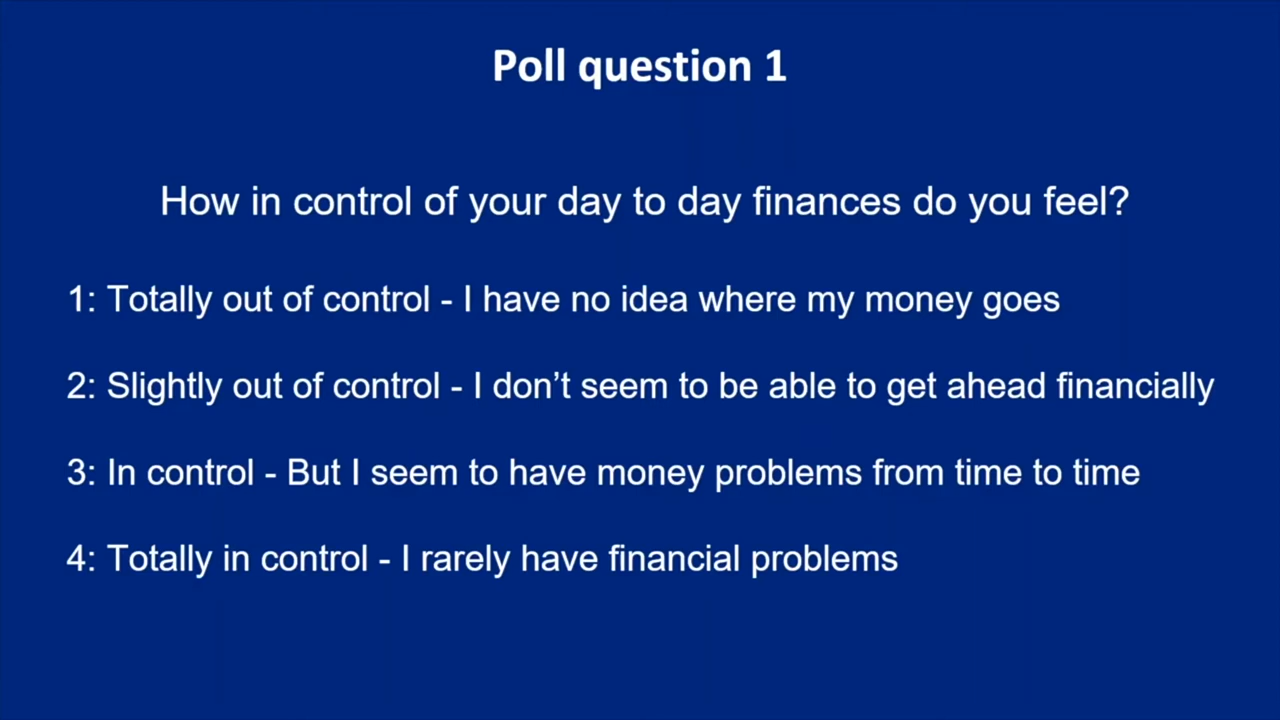 Poll question 1
How in control of your day to day finances do you feel?
1: Totally out of control - I have no idea where my money goes
2: Slightly out of control - I don’t seem to be able to get ahead financially
3: In control - But I seem to have money problems from time to time
4: Totally in control - I rarely have financial problems